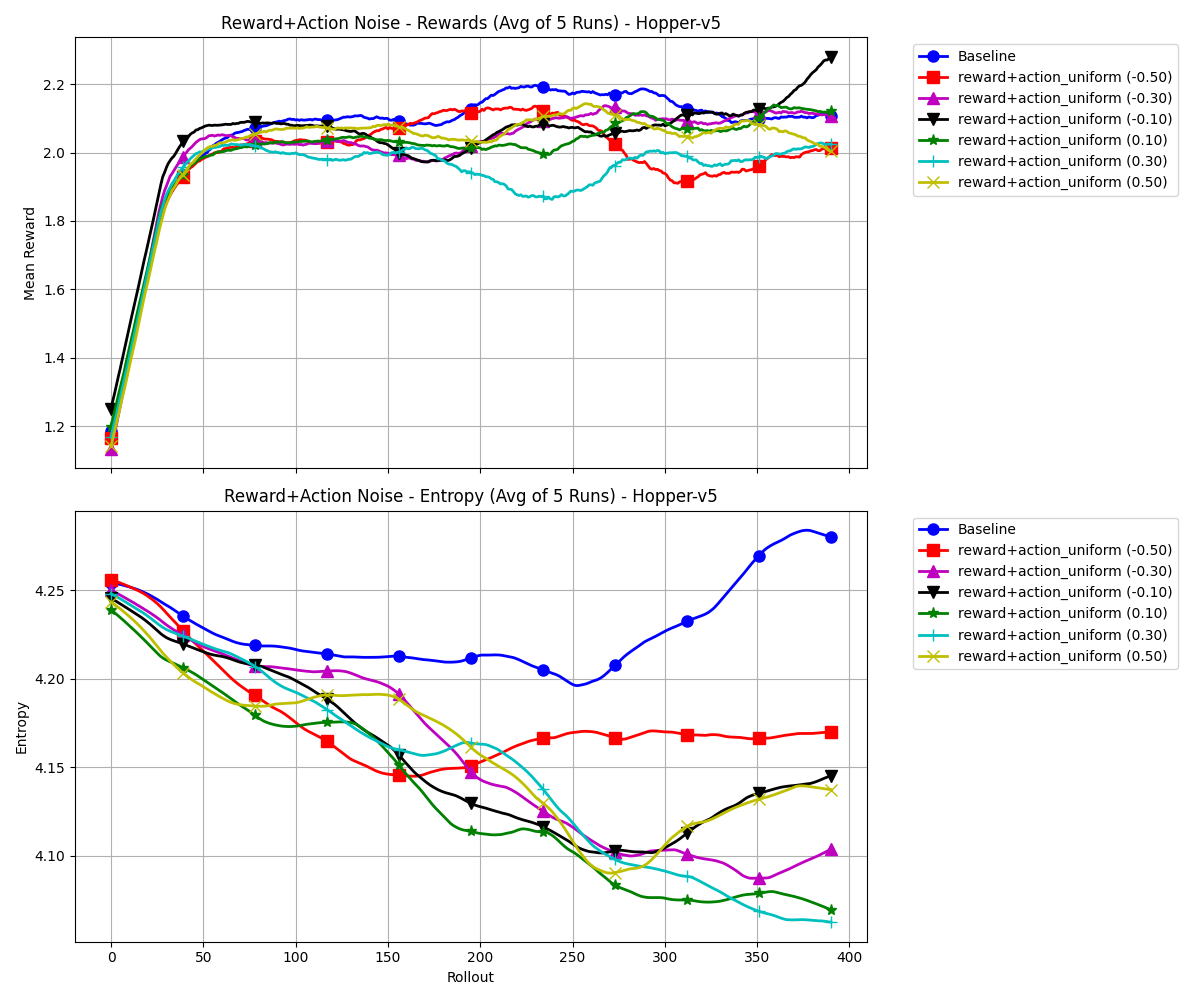 Reward+Action Noise - Rewards (Avg of 5 Runs) - Hopper-v5
2.2
2.0
1.8
1.6
1.4
1.2
Mean Reward
Baseline
reward+action_uniform (-0.50)
reward+action_uniform (-0.30)
reward+action_uniform (-0.10)
reward+action_uniform (0.10)
reward+action_uniform (0.30)
reward+action_uniform (0.50)
Reward+Action Noise - Entropy (Avg of 5 Runs) - Hopper-v5
4.25
4.20
4.15
4.10
Entropy
0 50 100 150 200 250 300 350 400
Rollout
Baseline
reward+action_uniform (-0.50)
reward+action_uniform (-0.30)
reward+action_uniform (-0.10)
reward+action_uniform (0.10)
reward+action_uniform (0.30)
reward+action_uniform (0.50)